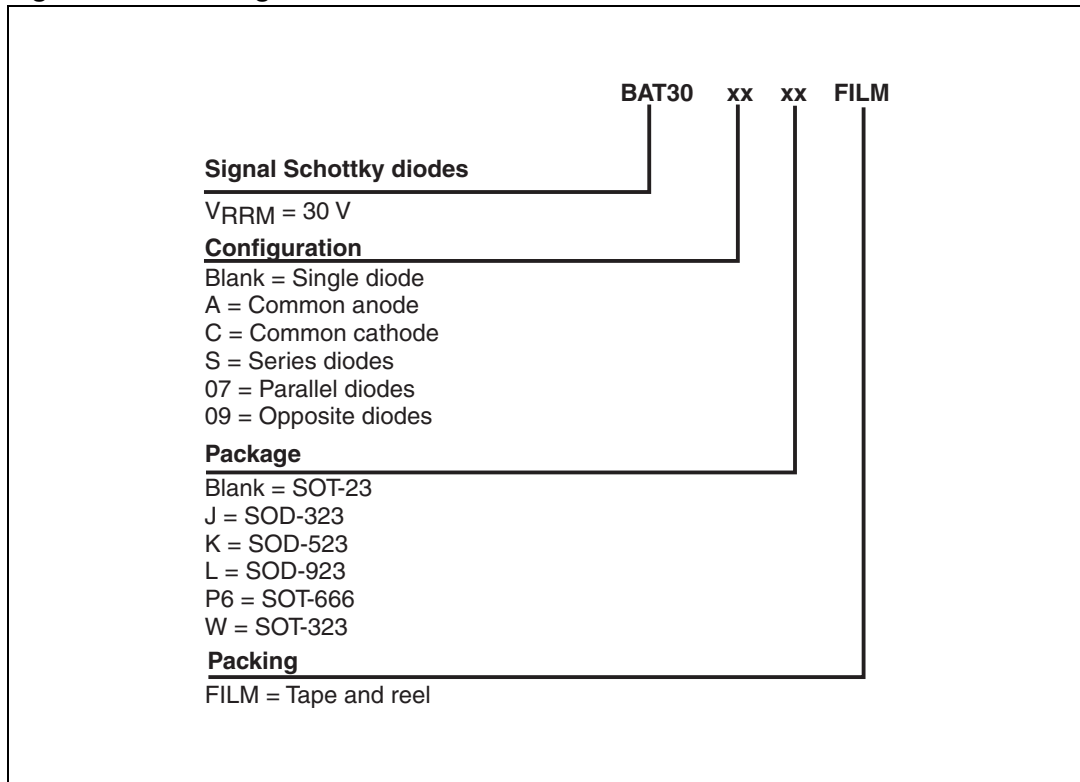 BAT30 xx xx FILM
Signal Schottky diodes
VRRM = 30 V
Configuration
Blank = Single diode
A = Common anode
C = Common cathode
S = Series diodes
07 = Parallel diodes
09 = Opposite diodes
Package
Blank = SOT-23
J = SOD-323
K = SOD-523
L = SOD-923
P6 = SOT-666
W = SOT-323
Packing
FILM = Tape and reel